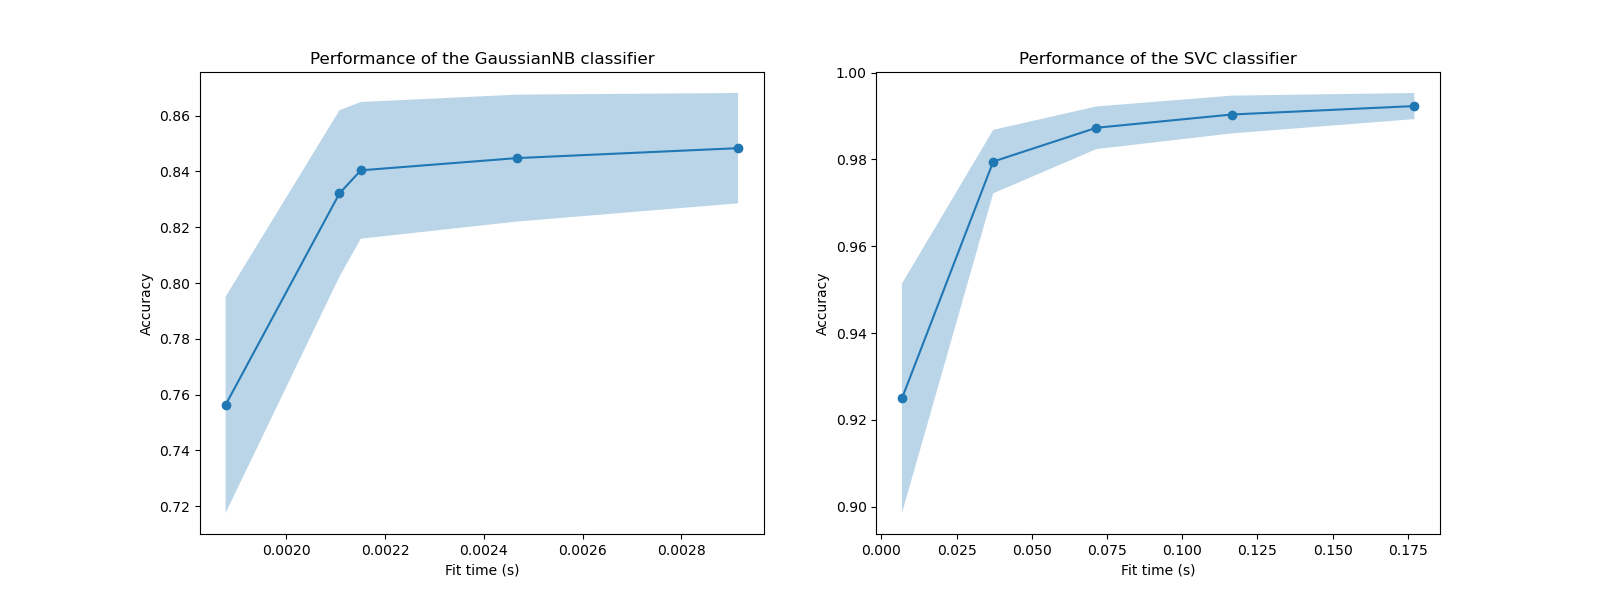 Performance of the GaussianNB classifier
0.86
0.84
0.82
0.80
0.78
0.76
0.74
0.72
Accuracy
0.0020 0.0022 0.0024 0.0026 0.0028
Fit time (s)
Performance of the SVC classifier
1.00
0.98
0.96
0.94
0.92
0.90
Accuracy
0.000 0.025 0.050 0.075 0.100 0.125 0.150 0.175
Fit time (s)